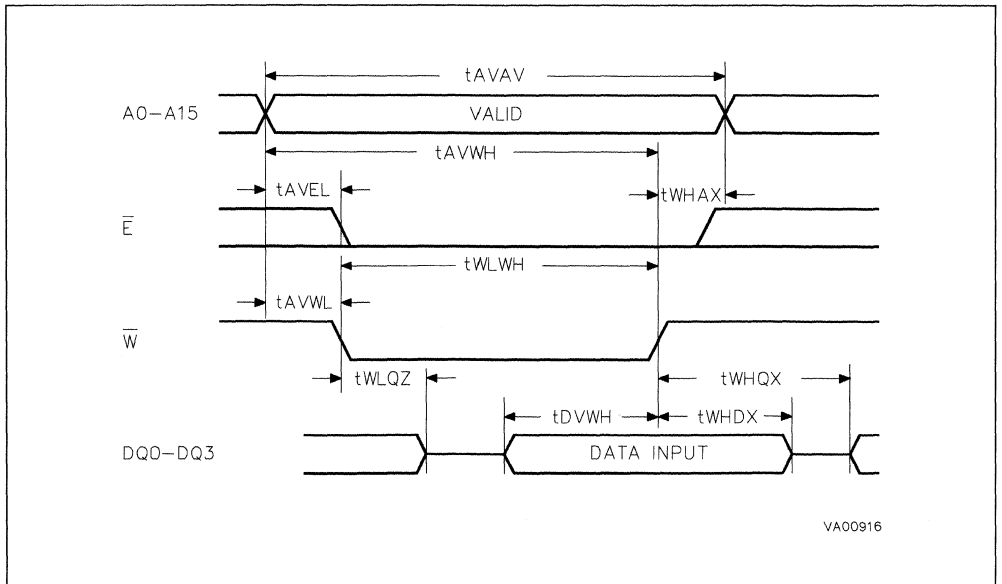 tAVAV
A0-A15
VALID
tAVWH
tAVEL
tWHAX
E̅
tWLWH
tAVWL
W̅
tWLQZ
tWHQX
tDVWH
tWHDX
DQ0-DQ3
DATA INPUT
VA00916